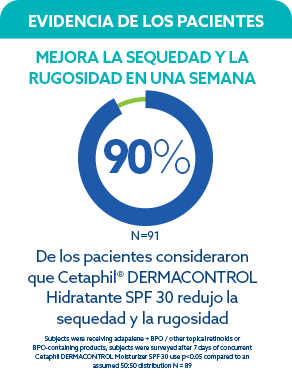 EVIDENCIA DE LOS PACIENTES
MEJORA LA SEQUEDAD Y LA
RUGOSIDAD EN UNA SEMANA
90%
N=91
De los pacientes consideraron
que Cetaphil® DERMACONTROL
Hidratante SPF 30 redujo la
sequedad y la rugosidad
Subjects were receiving adapalene + BPO / other topical retinoids or
BPO-containing products, subjects were surveyed after 7 days of concurrent
Cetaphil DERMACONTROL Moisturizer SPF 30 use p<0.05 compared to an
assumed 50:50 distribution N = 89